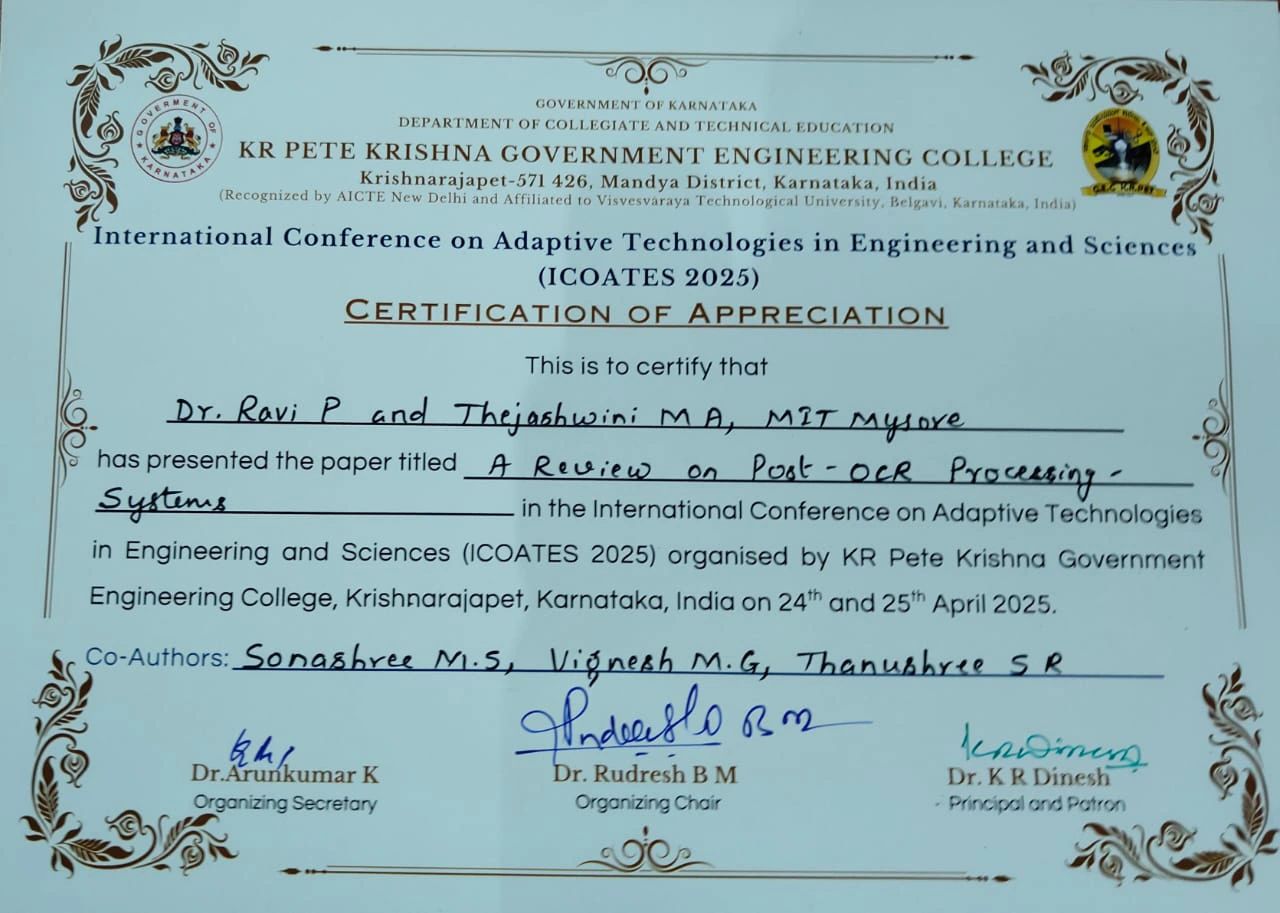 GOVERNMENT OF KARNATAKA
DEPARTMENT OF COLLEGIATE AND TECHNICAL EDUCATION
GOVERMENT OF KARNATAKA
KR PETE KRISHNA GOVERNMENT ENGINEERING COLLEGE
Krishnarajapet-571 426, Mandya District, Karnataka, India
G.E.C K.R.PET
(Recognized by AICTE New Delhi and Affiliated to Visvesvaraya Technological University, Belgavi, Karnataka, India)
International Conference on Adaptive Technologies in Engineering and Sciences
(ICOATES 2025)
CERTIFICATION OF APPRECIATION
This is to certify that
Dr. Ravi P and Thejashwini M A, MIT Mysore
has presented the paper titled A Review on Post-OCR Processing-
Systems in the International Conference on Adaptive Technologies
in Engineering and Sciences (ICOATES 2025) organised by KR Pete Krishna Government
Engineering College, Krishnarajapet, Karnataka, India on 24th and 25th April 2025.
Co-Authors: Sonashree M.S, Vignesh M.G, Thanushree S R
B M
K R Dinesh
Dr.Arunkumar K
Dr. Rudresh B M
Dr. K R Dinesh
Organizing Secretary
Organizing Chair
- Principal and Patron